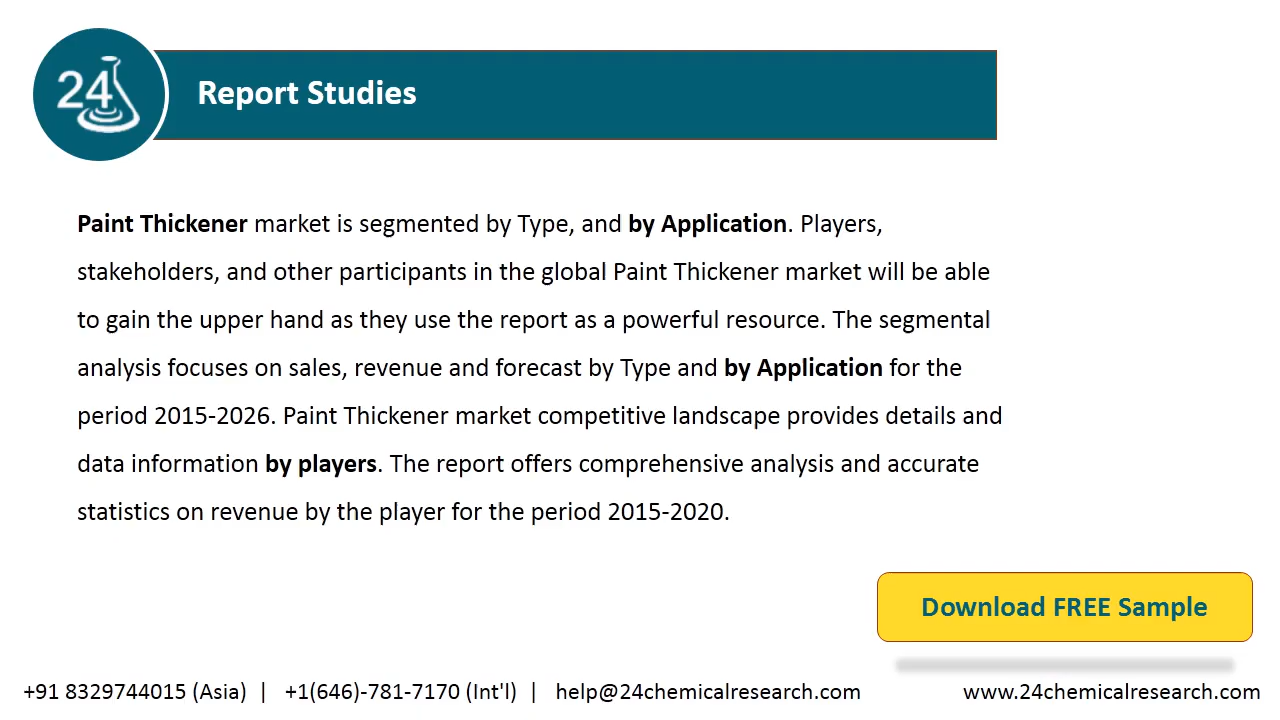 24
Report Studies
Paint Thickener market is segmented by Type, and by Application. Players,
stakeholders, and other participants in the global Paint Thickener market will be able
to gain the upper hand as they use the report as a powerful resource. The segmental
analysis focuses on sales, revenue and forecast by Type and by Application for the
period 2015-2026. Paint Thickener market competitive landscape provides details and
data information by players. The report offers comprehensive analysis and accurate
statistics on revenue by the player for the period 2015-2020.
Download FREE Sample
+91 8329744015 (Asia) | +1(646)-781-7170 (Int'l) | help@24chemicalresearch.com www.24chemicalresearch.com